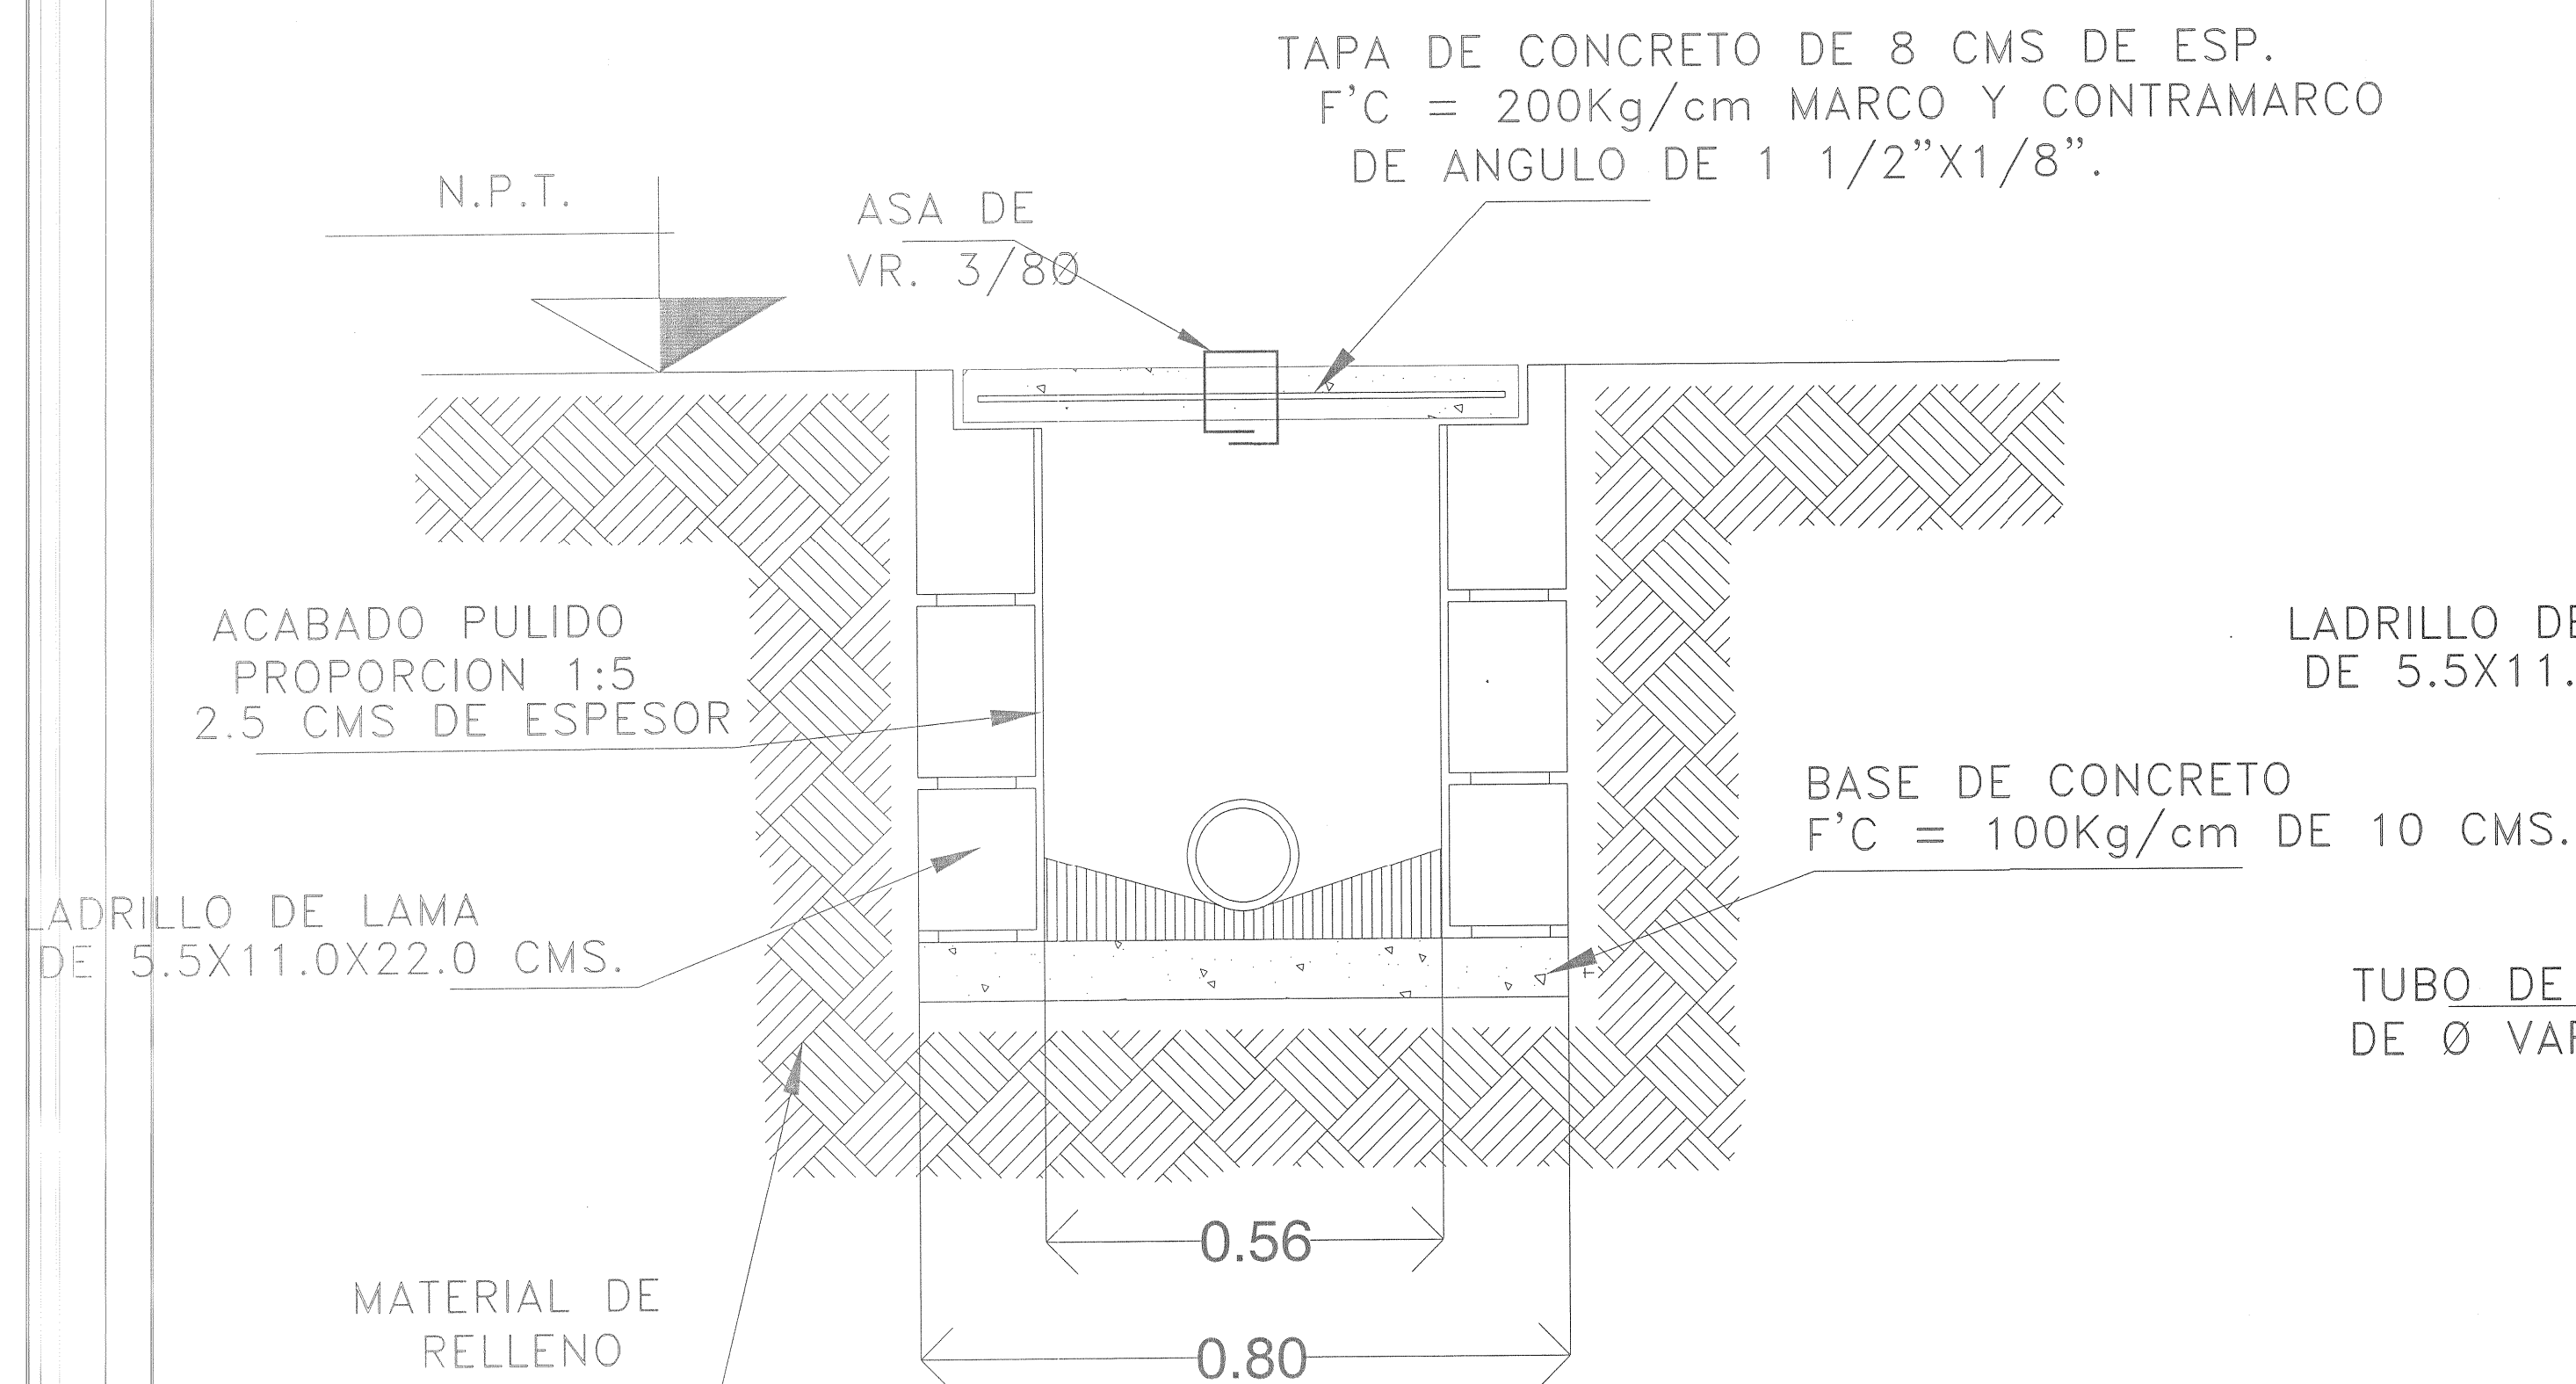 TAPA DE CONCRETO DE 8 CMS DE ESP.
F'C = 200Kg/cm MARCO Y CONTRAMARCO
DE ANGULO DE 1 1/2"X1/8".
N.P.T.
ASA DE
VR. 3/8Ø
ACABADO PULIDO
PROPORCION 1:5
2.5 CMS DE ESPESOR
LADRILLO DE
DE 5.5X11.
BASE DE CONCRETO
F'C = 100Kg/cm DE 10 CMS.
LADRILLO DE LAMA
DE 5.5X11.0X22.0 CMS.
TUBO DE
DE Ø
0.56
MATERIAL DE
RELLENO
0.80